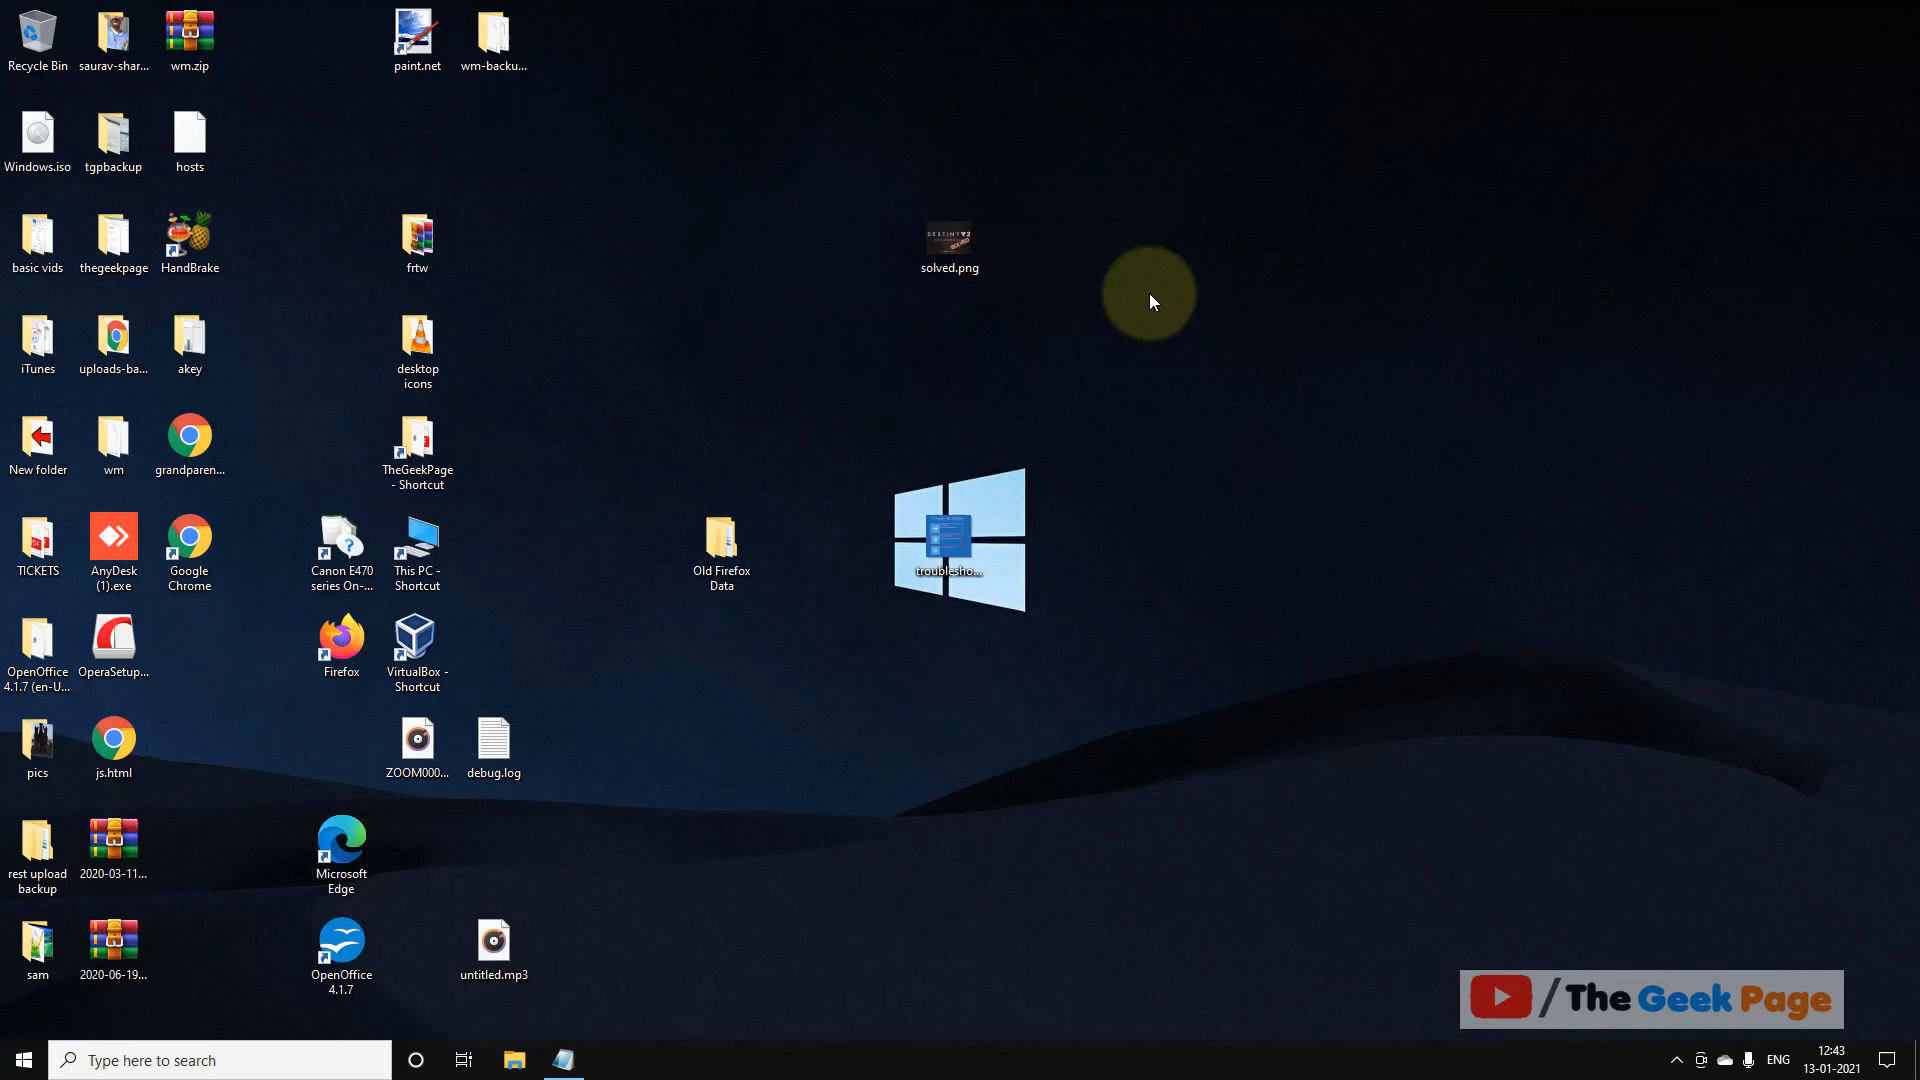 Recycle Bin
saurav-shar...
wm.zip
paint.net
wm-backu...
Windows.iso
tgpbackup
hosts
basic vids
thegeekpage
HandBrake
frtw
DESTINY 2
SOLVED
solved.png
iTunes
uploads-ba...
akey
desktop
icons
New folder
wm
grandparen...
TheGeekPage
- Shortcut
TICKETS
AnyDesk
(1).exe
Google
Chrome
Canon E470
series On-...
This PC -
Shortcut
Old Firefox
Data
troublesho...
OpenOffice
4.1.7 (en-U...
OperaSetup...
Firefox
VirtualBox -
Shortcut
pics
js.html
ZOOM000...
debug.log
rest upload
backup
2020-03-11...
Microsoft
Edge
sam
2020-06-19...
OpenOffice
4.1.7
untitled.mp3
/The Geek Page
Type here to search
ENG
12:43
13-01-2021